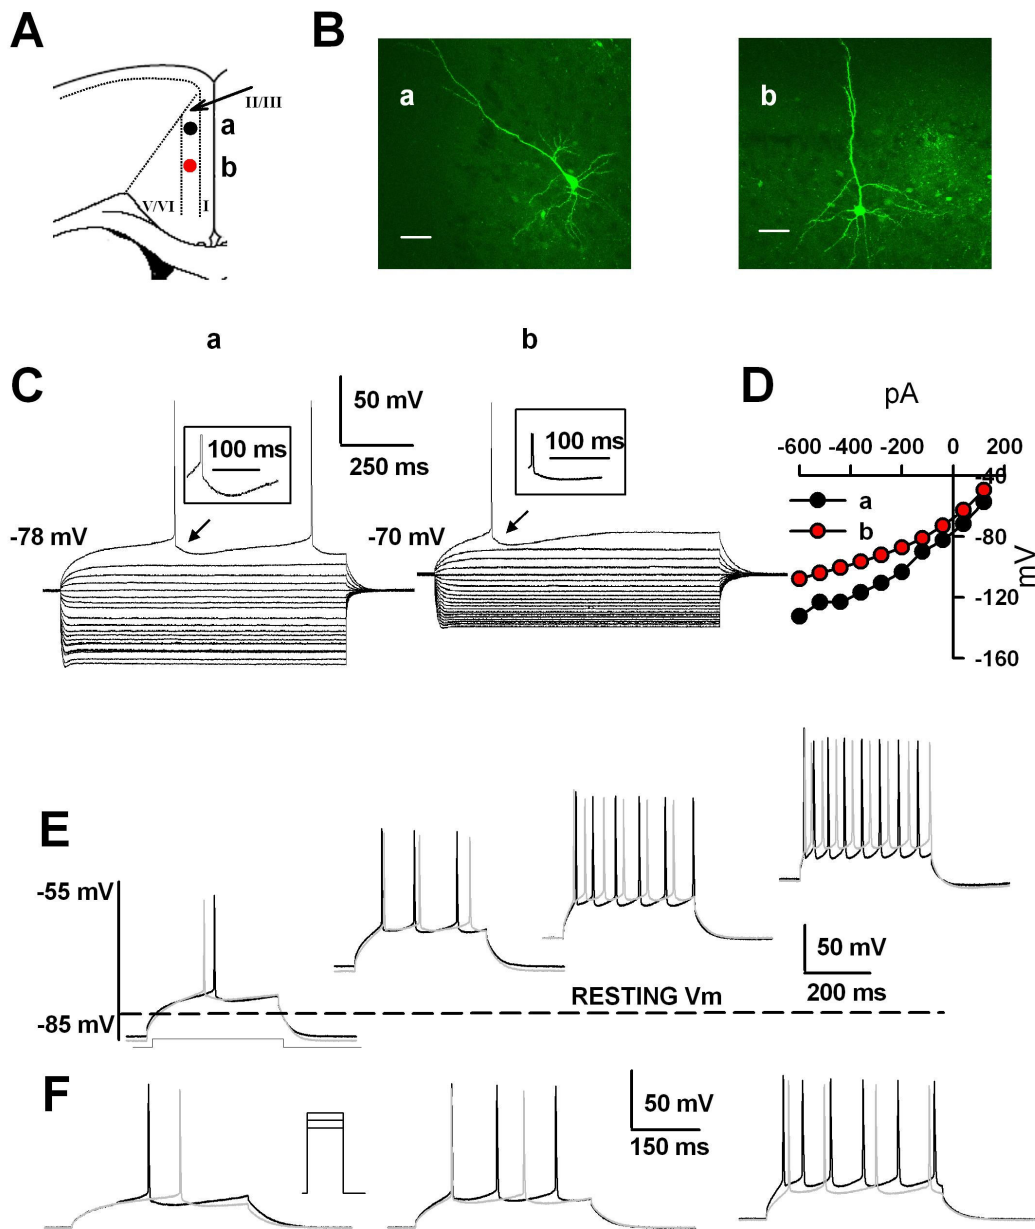 A
B
II/III
a
b
V/VI
I
a
b
a
b
C
D
50 mV
250 ms
100 ms
100 ms
-78 mV
-70 mV
pA
-600
-400
-200
0
200
-40
-80
-120
-160
mV
a
b
E
-55 mV
-85 mV
RESTING Vm
50 mV
200 ms
F
50 mV
150 ms